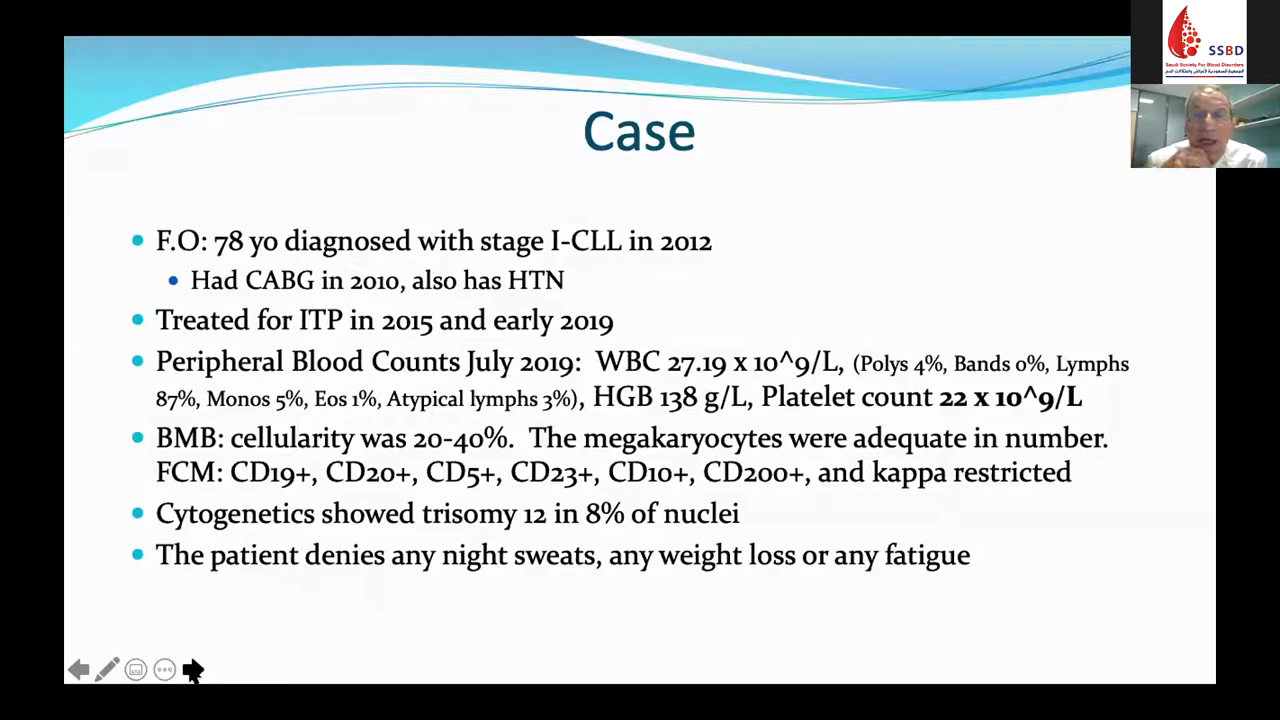 SSBD
Saudi Society For Blood Disorders
Case
F.O: 78 yo diagnosed with stage I-CLL in 2012
Had CABG in 2010, also has HTN
Treated for ITP in 2015 and early 2019
Peripheral Blood Counts July 2019: WBC 27.19 x 10^9/L, (Polys 4%, Bands 0%, Lymphs
87%, Monos 5%, Eos 1%, Atypical lymphs 3%), HGB 138 g/L, Platelet count 22 x 10^9/L
BMB: cellularity was 20-40%. The megakaryocytes were adequate in number.
FCM: CD19+, CD20+, CD5+, CD23+, CD10+, CD200+, and kappa restricted
Cytogenetics showed trisomy 12 in 8% of nuclei
The patient denies any night sweats, any weight loss or any fatigue